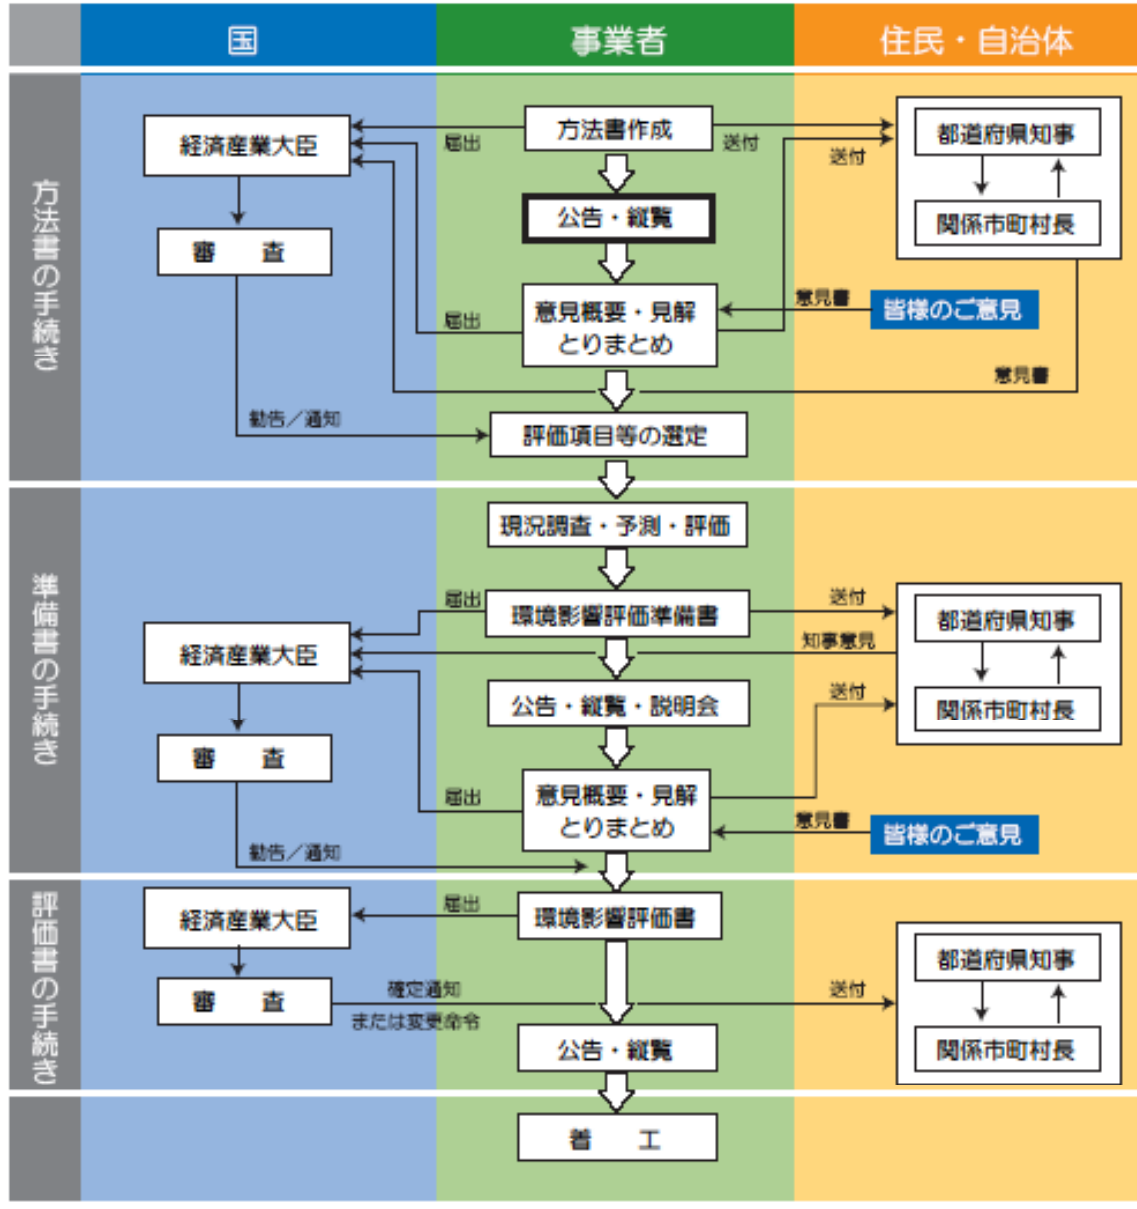 国
事業者
住民・自治体
方法書の手続き
経済産業大臣
届出
方法書作成
送付
送付
都道府県知事
関係市町村長
審　査
公告・縦覧
届出
意見概要・見解
とりまとめ
意見書
皆様のご意見
意見書
勧告／通知
評価項目等の選定
準備書の手続き
現況調査・予測・評価
届出
環境影響評価準備書
送付
都道府県知事
知事意見
経済産業大臣
送付
関係市町村長
公告・縦覧・説明会
審　査
届出
意見概要・見解
とりまとめ
意見書
皆様のご意見
勧告／通知
評価書の手続き
経済産業大臣
届出
環境影響評価書
都道府県知事
審　査
確定通知
または変更命令
送付
関係市町村長
公告・縦覧
着　工